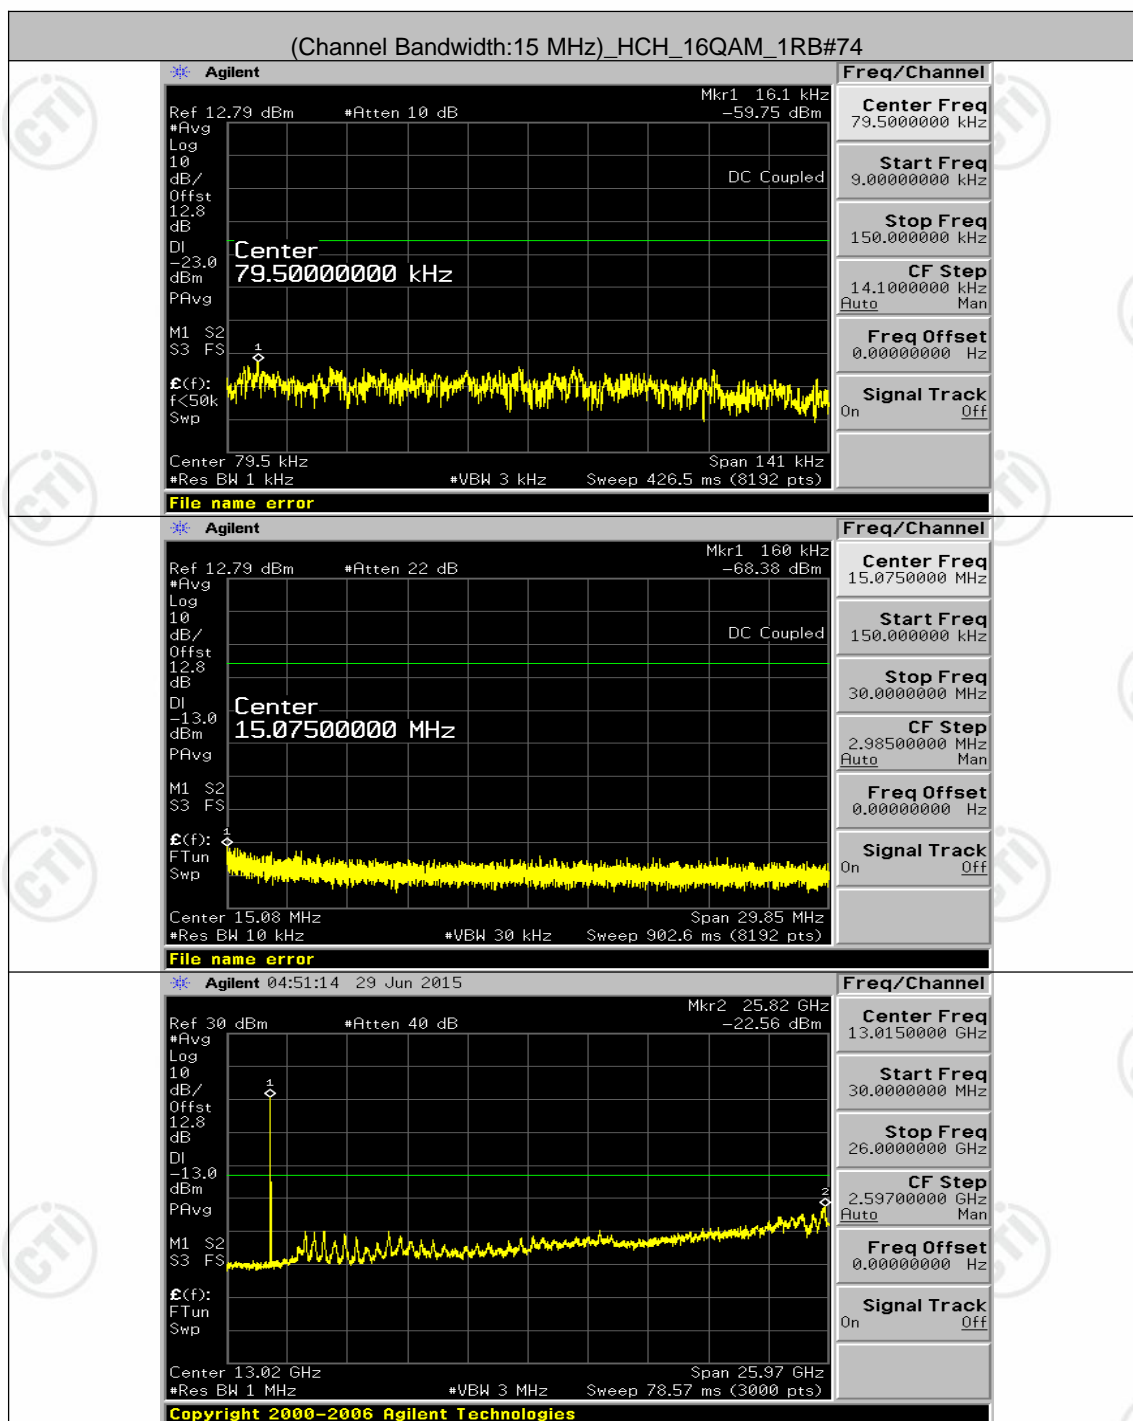 (Channel Bandwidth:15 MHz)_HCH_16QAM_1RB#74
Agilent
Freq/Channel
Mkr1 16.1 kHz
Ref 12.79 dBm #Atten 10 dB -59.75 dBm
#Avg
Log
10
dB/
Offst
12.8
dB
DI
-23.0
dBm
PAvg
M1 S2
S3 FS
£(f):
f<50k
Swp
DC Coupled
Center
79.50000000 kHz
1
Center 79.5 kHz Span 141 kHz
#Res BW 1 kHz #VBW 3 kHz Sweep 426.5 ms (8192 pts)
File name error
Center Freq
79.5000000 kHz
Start Freq
9.00000000 kHz
Stop Freq
150.000000 kHz
CF Step
14.1000000 kHz
Auto Man
Freq Offset
0.00000000 Hz
Signal Track
On Off
Agilent
Freq/Channel
Mkr1 160 kHz
Ref 12.79 dBm #Atten 22 dB -68.38 dBm
#Avg
Log
10
dB/
Offst
12.8
dB
DI
-13.0
dBm
PAvg
M1 S2
S3 FS
£(f):
FTun
Swp
DC Coupled
Center
15.07500000 MHz
1
Center 15.08 MHz Span 29.85 MHz
#Res BW 10 kHz #VBW 30 kHz Sweep 902.6 ms (8192 pts)
File name error
Center Freq
15.0750000 MHz
Start Freq
150.000000 kHz
Stop Freq
30.0000000 MHz
CF Step
2.98500000 MHz
Auto Man
Freq Offset
0.00000000 Hz
Signal Track
On Off
Agilent 04:51:14 29 Jun 2015
Freq/Channel
Mkr2 25.82 GHz
Ref 30 dBm #Atten 40 dB -22.56 dBm
#Avg
Log
10
dB/
Offst
12.8
dB
DI
-13.0
dBm
PAvg
M1 S2
S3 FS
£(f):
FTun
Swp
1
2
Center 13.02 GHz Span 25.97 GHz
#Res BW 1 MHz #VBW 3 MHz Sweep 78.57 ms (3000 pts)
Copyright 2000-2006 Agilent Technologies
Center Freq
13.0150000 GHz
Start Freq
30.0000000 MHz
Stop Freq
26.0000000 GHz
CF Step
2.59700000 GHz
Auto Man
Freq Offset
0.00000000 Hz
Signal Track
On Off
CTI
CTI
CTI
CTI
CTI
CTI
CTI
CTI